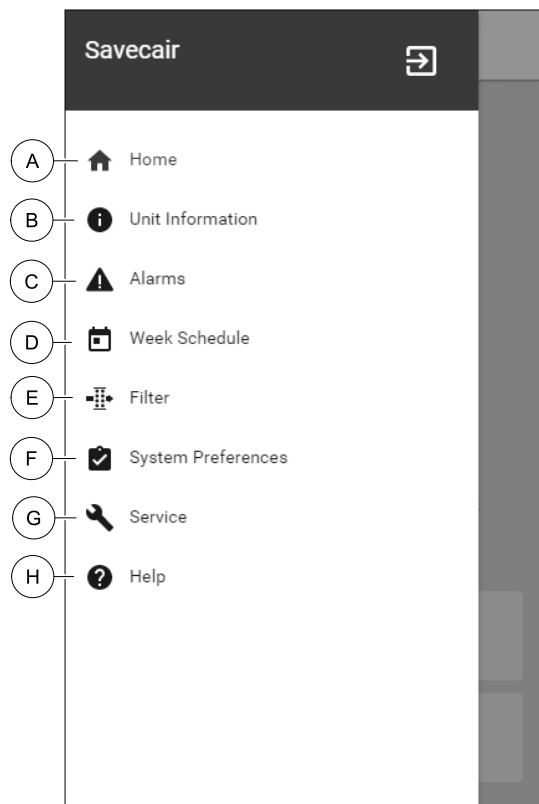 Savecair
A Home
B Unit Information
C Alarms
D Week Schedule
E Filter
F System Preferences
G Service
H Help